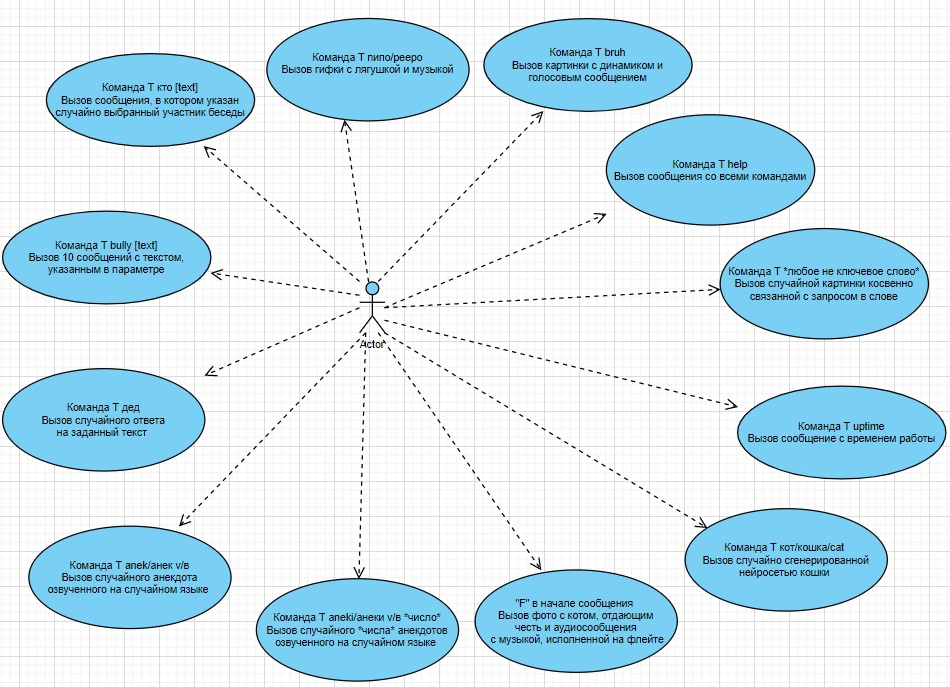 Команда T пипо/peepo
Вызов гифки с лягушкой и музыкой
Команда T bruh
Вызов картинки с динамиком и
голосовым сообщением
Команда T кто [text]
Вызов сообщения, в котором указан
случайно выбранный участник беседы
Команда T help
Вызов сообщения со всеми командами
Команда T bully [text]
Вызов 10 сообщений с текстом,
указанным в параметре
Команда T *любое не ключевое слово*
Вызов случайной картинки косвенно
связанной с запросом в слове
Actor
Команда T дед
Вызов случайного ответа
на заданный текст
Команда T uptime
Вызов сообщение с временем работы
Команда T кот/кошка/cat
Вызов случайно сгенерированной
нейросетью кошки
Команда T anek/анек v/в
Вызов случайного анекдота
озвученного на случайном языке
Команда T aneki/анеки v/в *число*
Вызов случайного *числа* анекдотов
озвученного на случайном языке
"F" в начале сообщения
Вызов фото с котом, отдающим
честь и аудиосообщения
с музыкой, исполненной на флейте